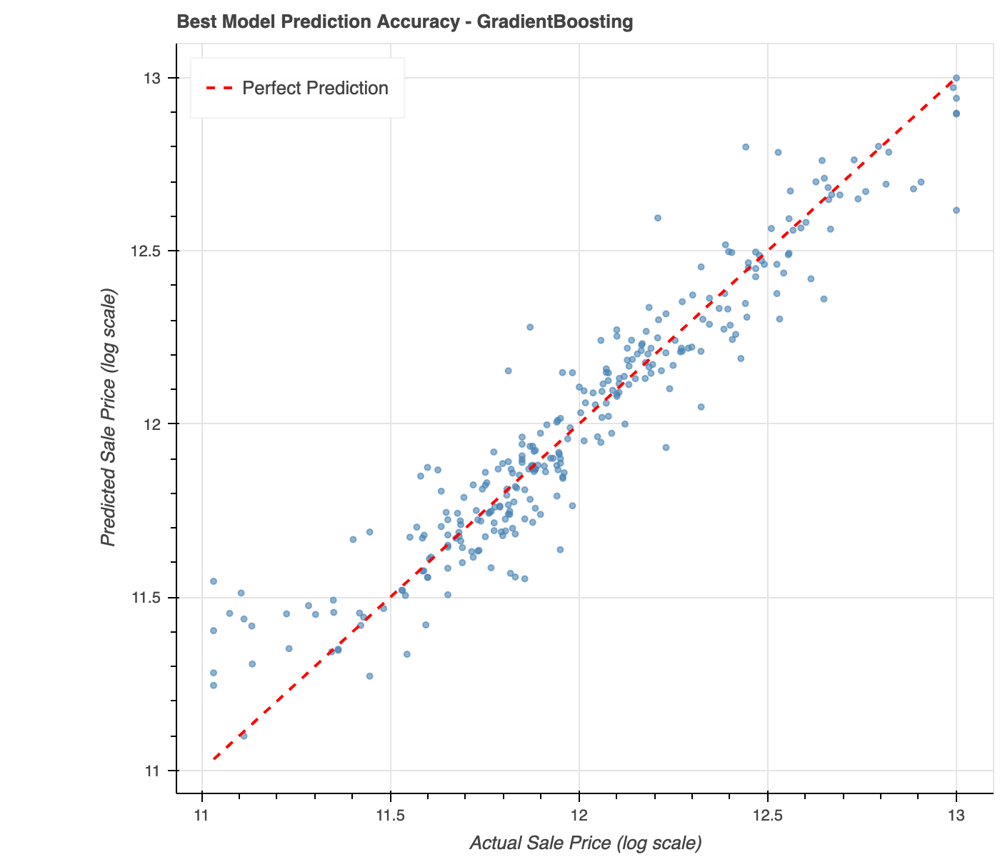 Best Model Prediction Accuracy - GradientBoosting
Perfect Prediction
13
12.5
12
11.5
11
Predicted Sale Price (log scale)
11
11.5
12
12.5
13
Actual Sale Price (log scale)